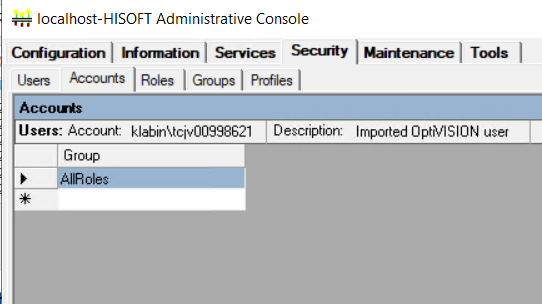 localhost-HISOFT Administrative Console
Configuration Information Services Security Maintenance Tools
Users Accounts Roles Groups Profiles
Accounts
Users: Account: klabin\tcjv00998621 Description: Imported OptiVISION user
Group
AllRoles